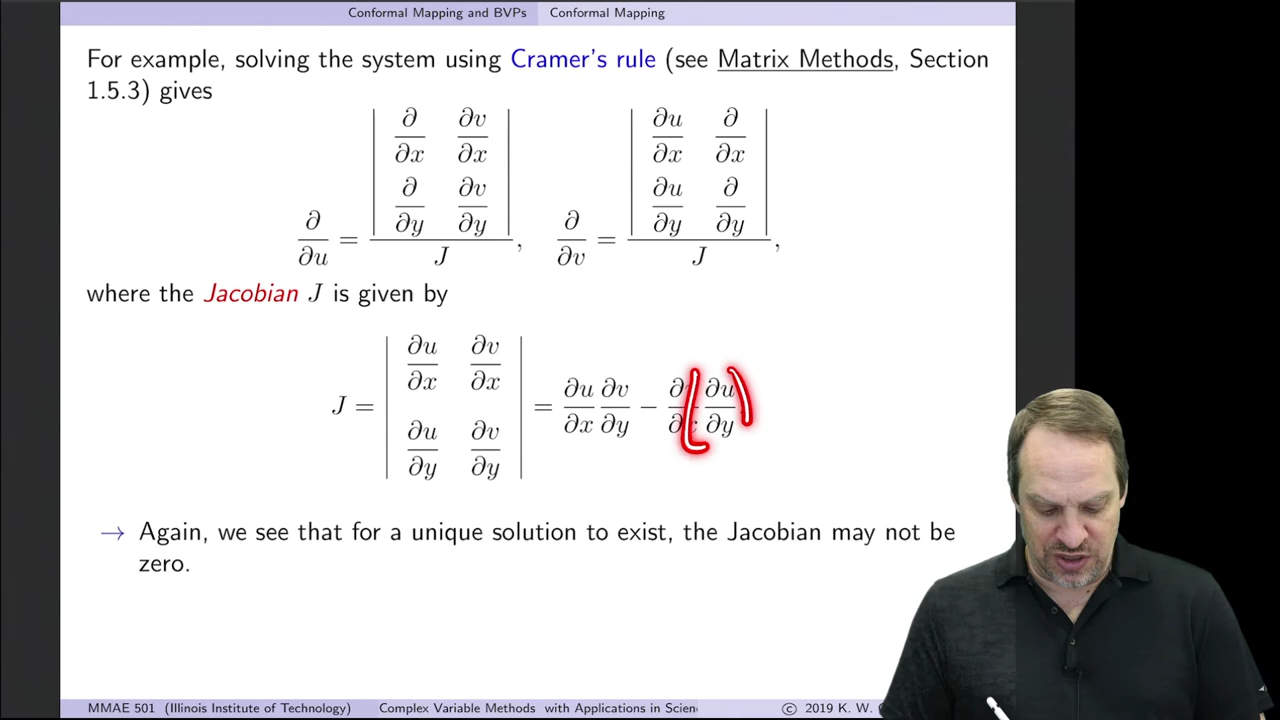 Conformal Mapping and BVPs Conformal Mapping
For example, solving the system using Cramer's rule (see Matrix Methods, Section
1.5.3) gives
∂/∂u = | ∂/∂x ∂v/∂x ; ∂/∂y ∂v/∂y | / J, ∂/∂v = | ∂u/∂x ∂/∂x ; ∂u/∂y ∂/∂y | / J,
where the Jacobian J is given by
J = | ∂u/∂x ∂v/∂x ; ∂u/∂y ∂v/∂y | = ∂u/∂x ∂v/∂y − ∂ /∂x ∂u/∂y
→ Again, we see that for a unique solution to exist, the Jacobian may not be
zero.
MMAE 501 (Illinois Institute of Technology) Complex Variable Methods with Applications in © 2019 K. W.